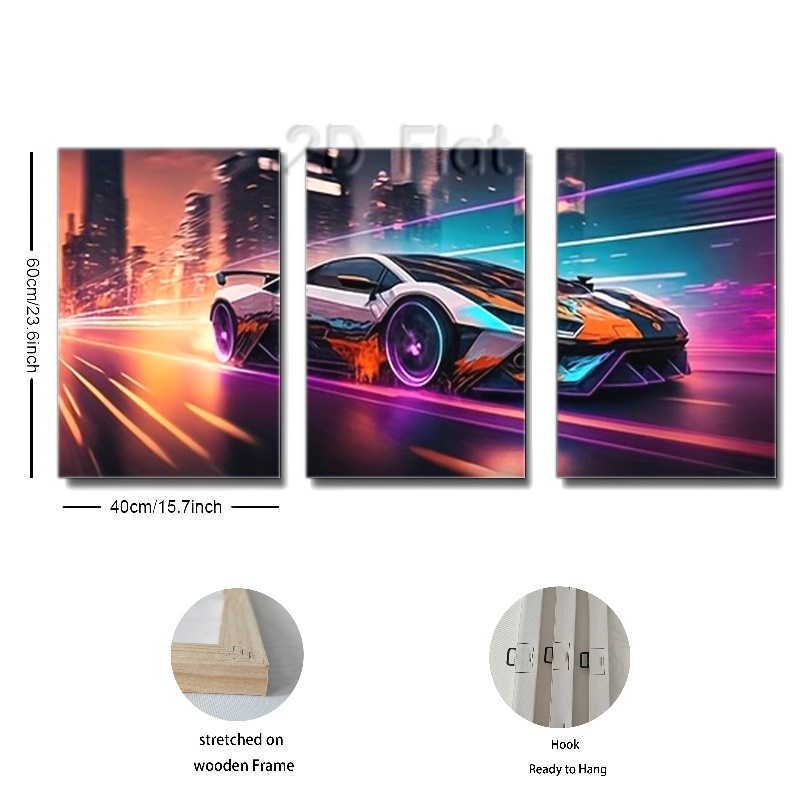 2D Flat
60cm/23.6inch
40cm/15.7inch
stretched on
wooden Frame
Hook
Ready to Hang